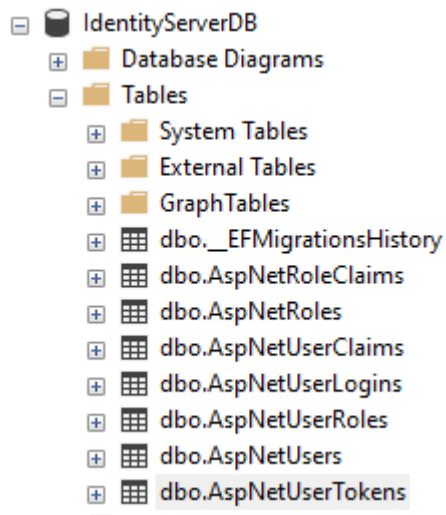 IdentityServerDB
Database Diagrams
Tables
System Tables
External Tables
GraphTables
dbo.__EFMigrationsHistory
dbo.AspNetRoleClaims
dbo.AspNetRoles
dbo.AspNetUserClaims
dbo.AspNetUserLogins
dbo.AspNetUserRoles
dbo.AspNetUsers
dbo.AspNetUserTokens